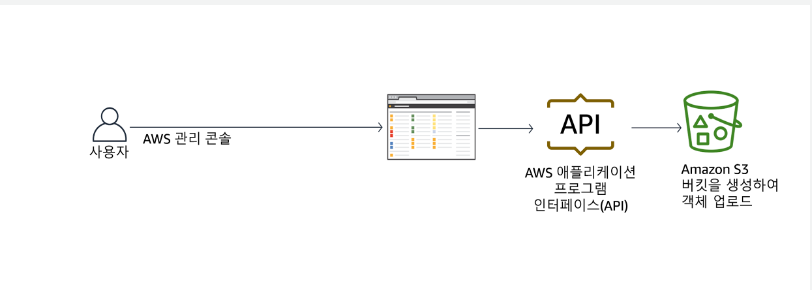 사용자
AWS 관리 콘솔
API
AWS 애플리케이션
프로그램
인터페이스(API)
Amazon S3
버킷을 생성하여
객체 업로드